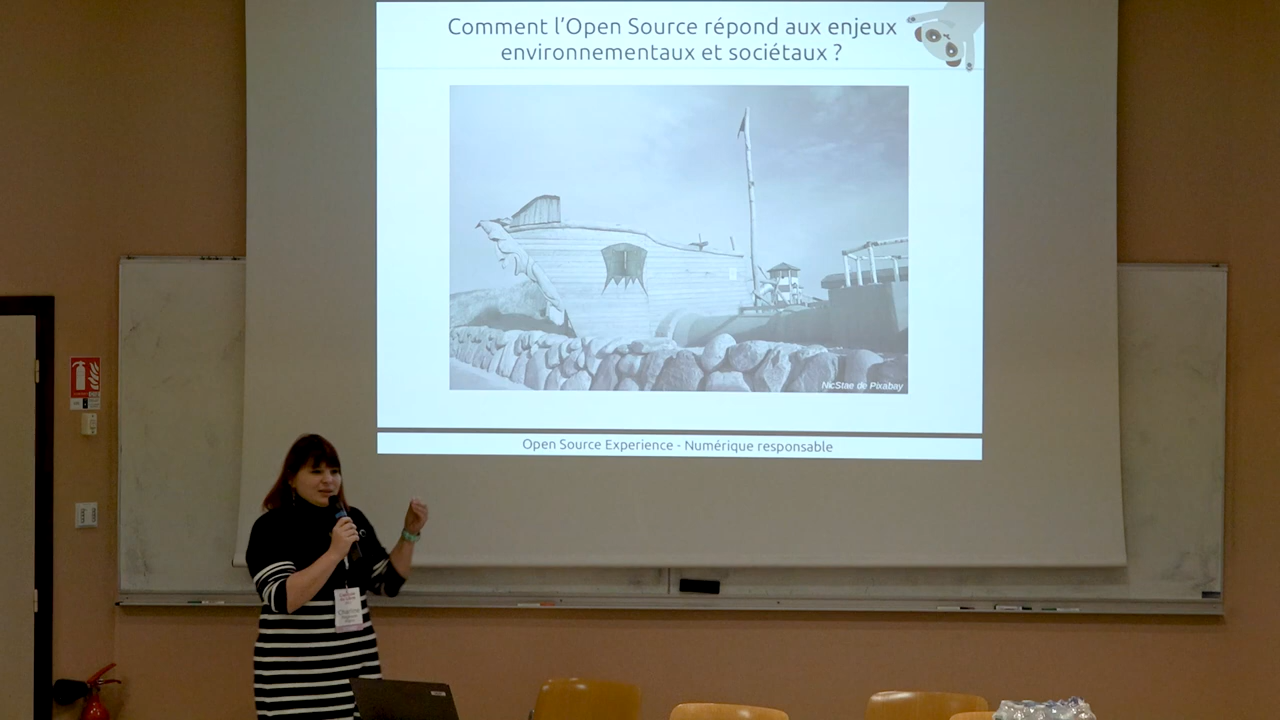 Comment l'Open Source répond aux enjeux
environnementaux et sociétaux ?
NicStae de Pixabay
Open Source Experience - Numérique responsable